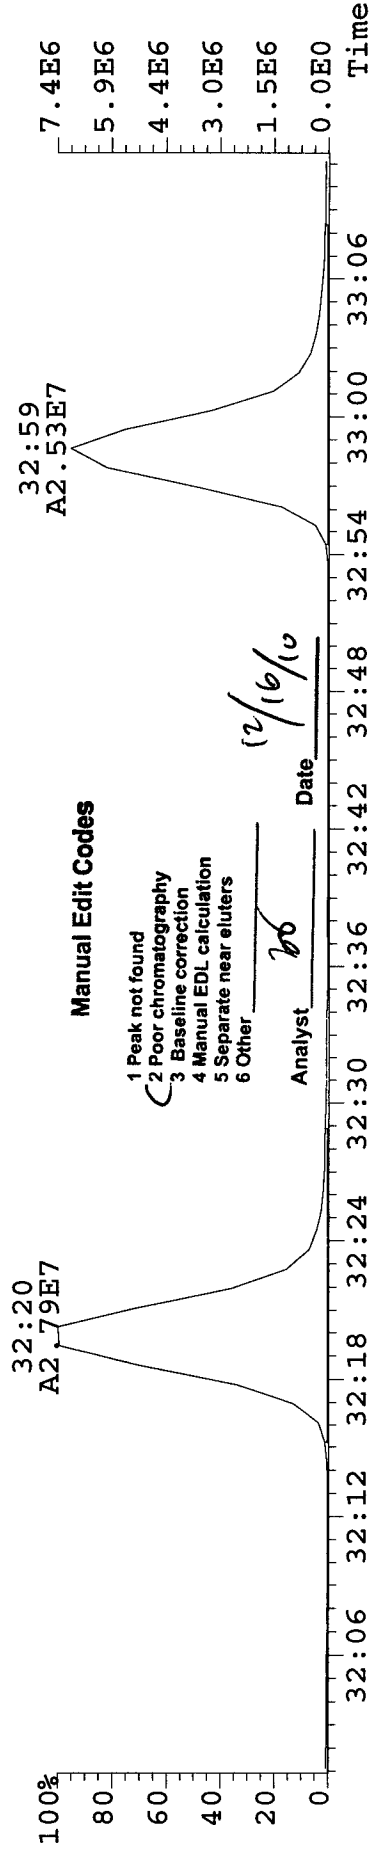 100%
80
60
40
20
0
32:20
A2.79E7
32:59
A2.53E7
7.4E6
5.9E6
4.4E6
3.0E6
1.5E6
0.0E0
Manual Edit Codes
1 Peak not found
2 Poor chromatography
3 Baseline correction
4 Manual EDL calculation
5 Separate near eluters
6 Other
Analyst Date 12/16/10
32:06 32:12 32:18 32:24 32:30 32:36 32:42 32:48 32:54 33:00 33:06 Time